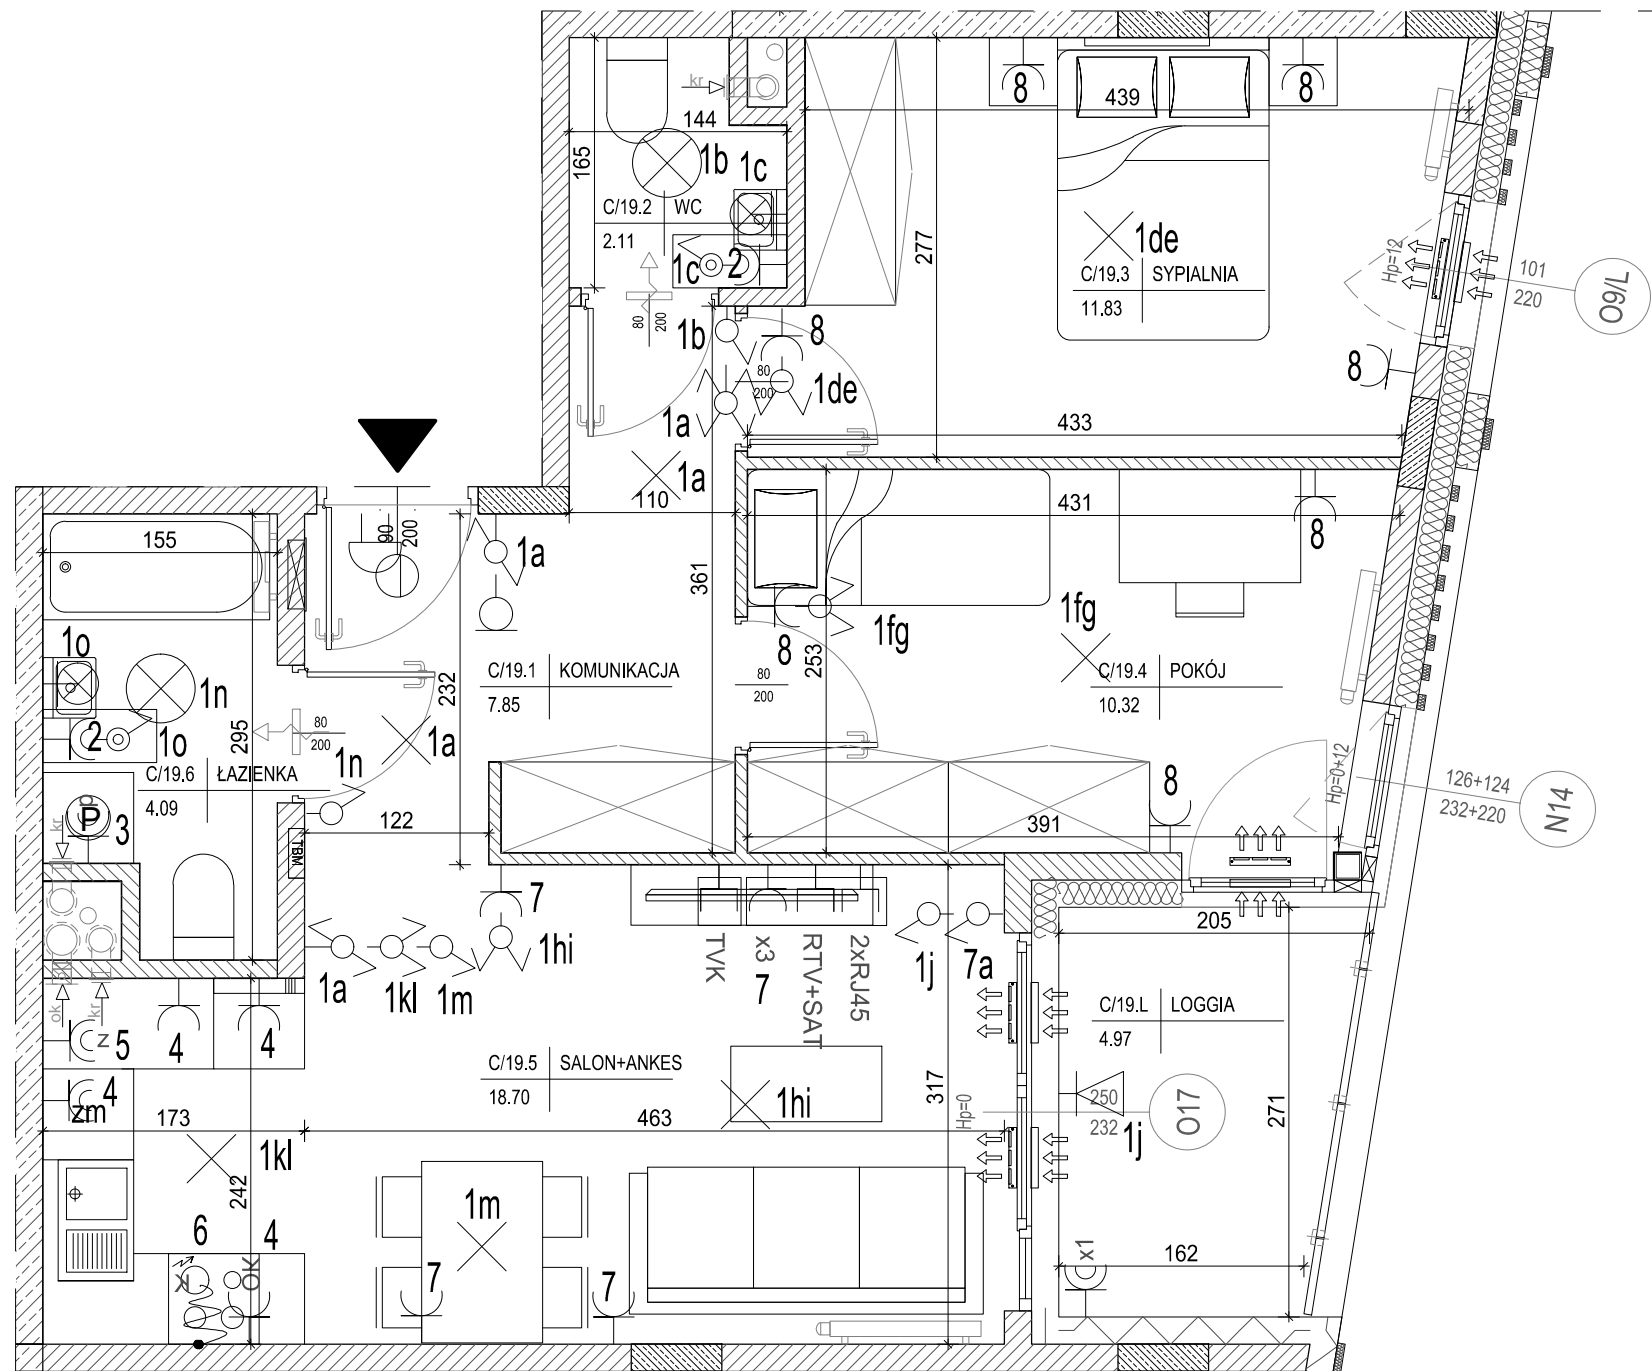 kr
8
8
439
144
165
1b
1c
C/19.2 WC
2.11
1c
2
277
1de
C/19.3 SYPIALNIA
11.83
Hp=12
101
220
O9/L
80
200
1b
8
80
200
1de
1a
8
433
1a
110
431
8
90
200
155
1a
361
1fg
8
1fg
253
C/19.1 KOMUNIKACJA
7.85
232
80
200
C/19.4 POKÓJ
10.32
1o
1n
2
1o
295
80
200
1a
1n
C/19.6 ŁAZIENKA
4.09
P
3
kr
TBM
122
8
391
Hp=0+12
126+124
232+220
N14
7
205
1a
1kl
1m
1hi
TVK
x3
7
RTV+SAT
2xRJ45
1j
7a
ok
kr
z
5
4
4
4
zm
173
C/19.5 SALON+ANKES
18.70
1hi
463
317
Hp=0
C/19.L LOGGIA
4.97
250
232
1j
O17
271
1kl
242
6
4
K
OK
1m
7
7
x1
162